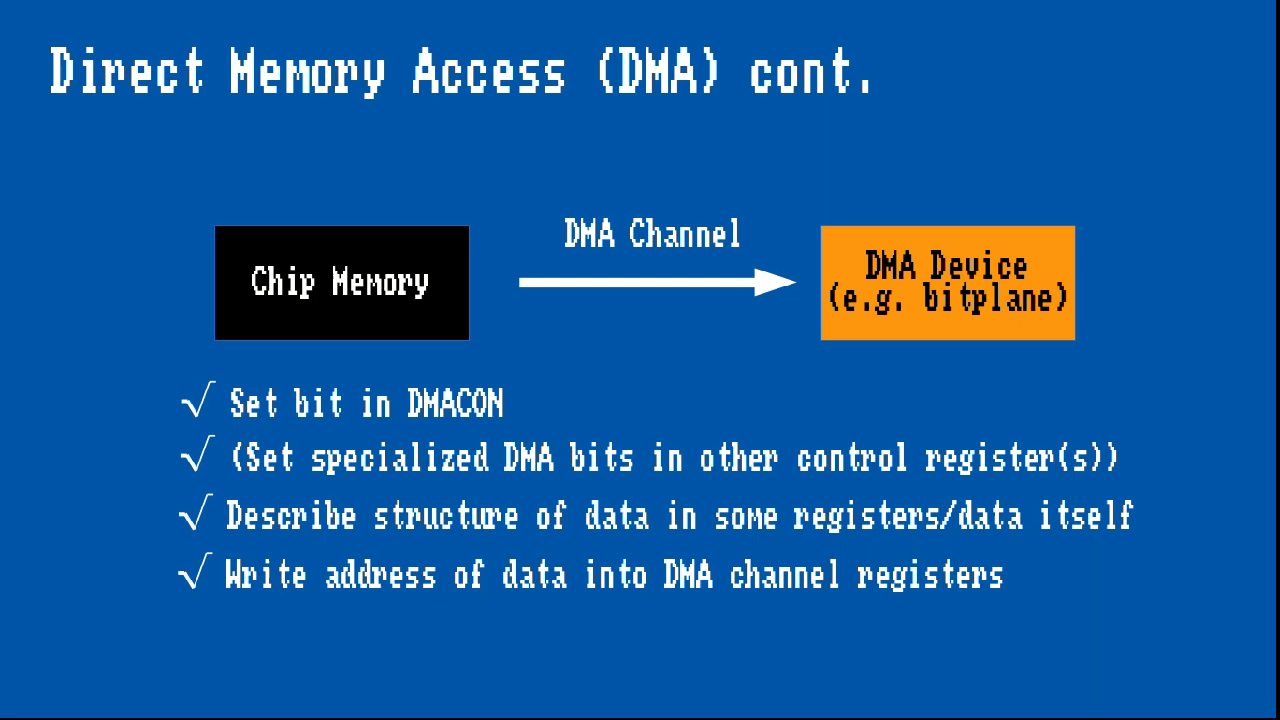 Direct Memory Access (DMA) cont.
DMA Channel
Chip Memory
DMA Device
(e.g. bitplane)
√ Set bit in DMACON
√ (Set specialized DMA bits in other control register(s))
√ Describe structure of data in some registers/data itself
√ Write address of data into DMA channel registers